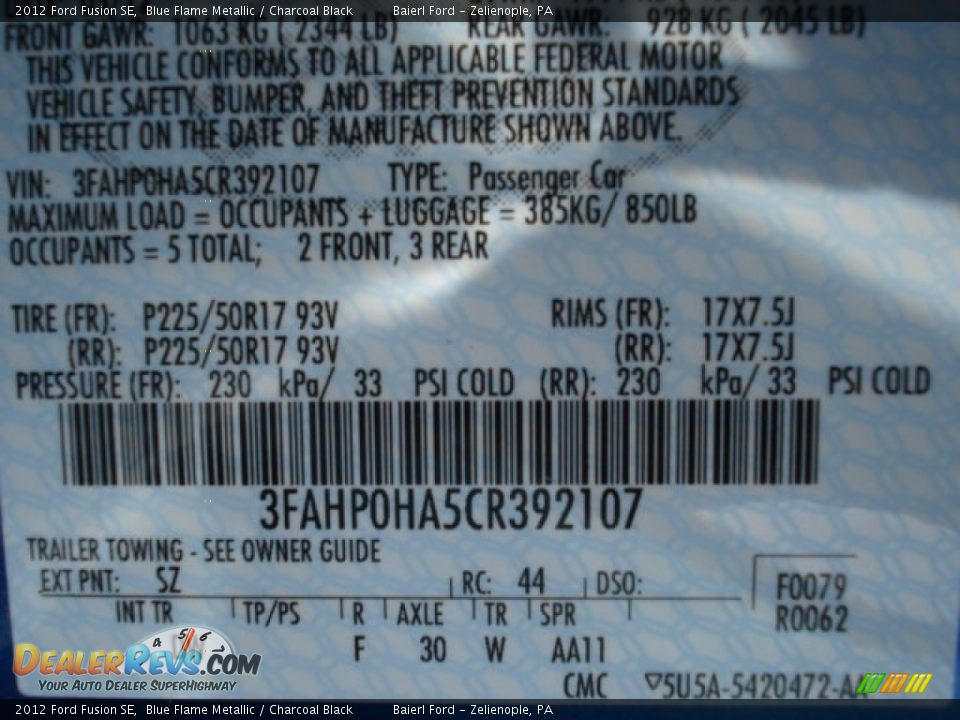 2012 Ford Fusion SE, Blue Flame Metallic / Charcoal Black Baierl Ford - Zelienople, PA
FRONT GAWR: 1063 KG ( 2344 LB) REAR GAWR: 928 KG ( 2045 LB)
THIS VEHICLE CONFORMS TO ALL APPLICABLE FEDERAL MOTOR
VEHICLE SAFETY, BUMPER, AND THEFT PREVENTION STANDARDS
IN EFFECT ON THE DATE OF MANUFACTURE SHOWN ABOVE.
VIN: 3FAHP0HA5CR392107 TYPE: Passenger Car
MAXIMUM LOAD = OCCUPANTS + LUGGAGE = 385KG/ 850LB
OCCUPANTS = 5 TOTAL; 2 FRONT, 3 REAR
TIRE (FR): P225/50R17 93V RIMS (FR): 17X7.5J
(RR): P225/50R17 93V (RR): 17X7.5J
PRESSURE (FR): 230 kPa/ 33 PSI COLD (RR): 230 kPa/ 33 PSI COLD
3FAHP0HA5CR392107
TRAILER TOWING - SEE OWNER GUIDE
EXT PNT: SZ RC: 44 DSO: F0079
INT TR TP/PS R AXLE TR SPR R0062
F 30 W AA11
CMC ▽5U5A-5420472-A
4 5 6
DEALERREVS.COM
YOUR AUTO DEALER SUPERHIGHWAY
2012 Ford Fusion SE, Blue Flame Metallic / Charcoal Black Baierl Ford - Zelienople, PA